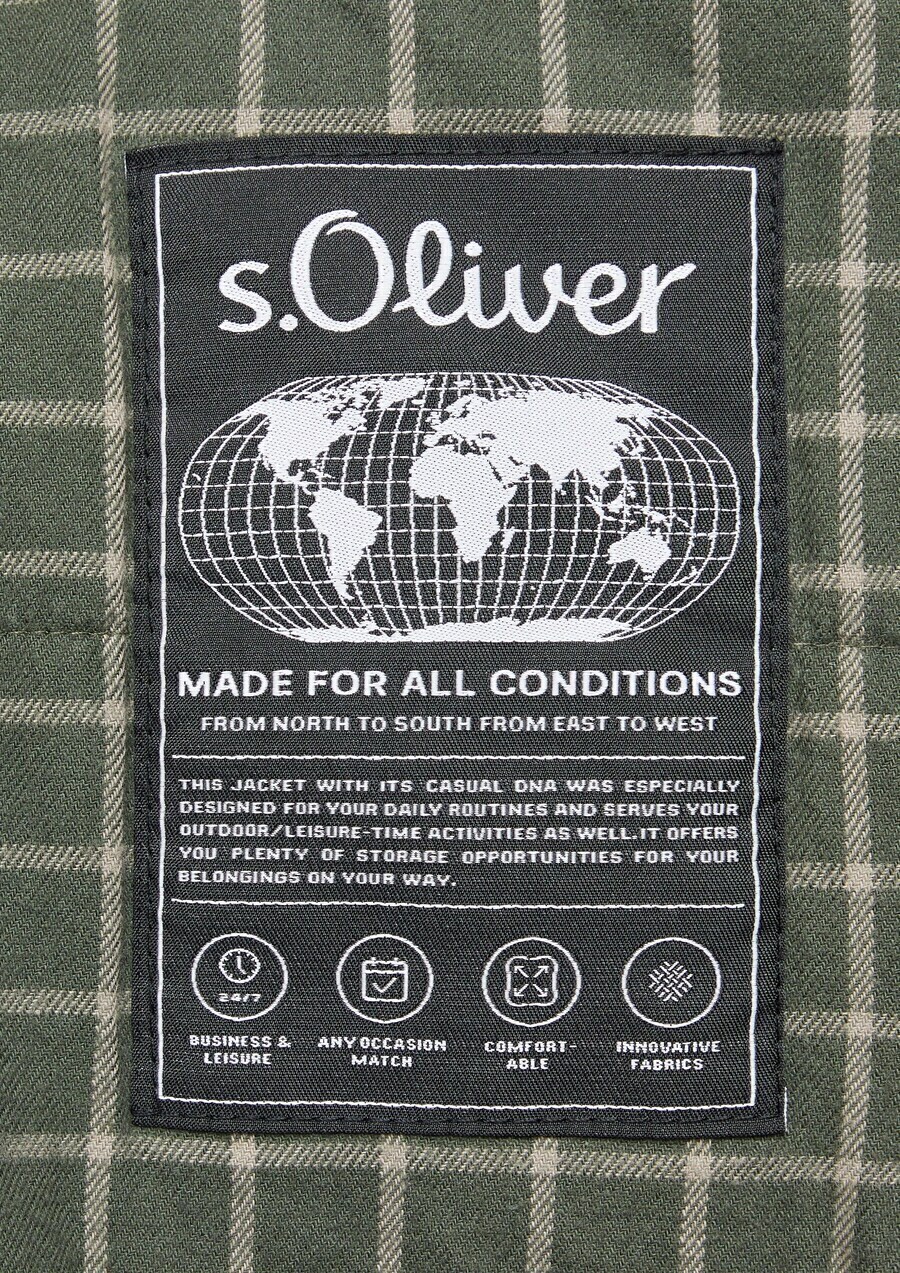 s.Oliver
MADE FOR ALL CONDITIONS
FROM NORTH TO SOUTH FROM EAST TO WEST
THIS JACKET WITH ITS CASUAL DNA WAS ESPECIALLY
DESIGNED FOR YOUR DAILY ROUTINES AND SERVES YOUR
OUTDOOR/LEISURE-TIME ACTIVITIES AS WELL.IT OFFERS
YOU PLENTY OF STORAGE OPPORTUNITIES FOR YOUR
BELONGINGS ON YOUR WAY.
24/7
BUSINESS &
LEISURE
ANY OCCASION
MATCH
COMFORT-
ABLE
INNOVATIVE
FABRICS